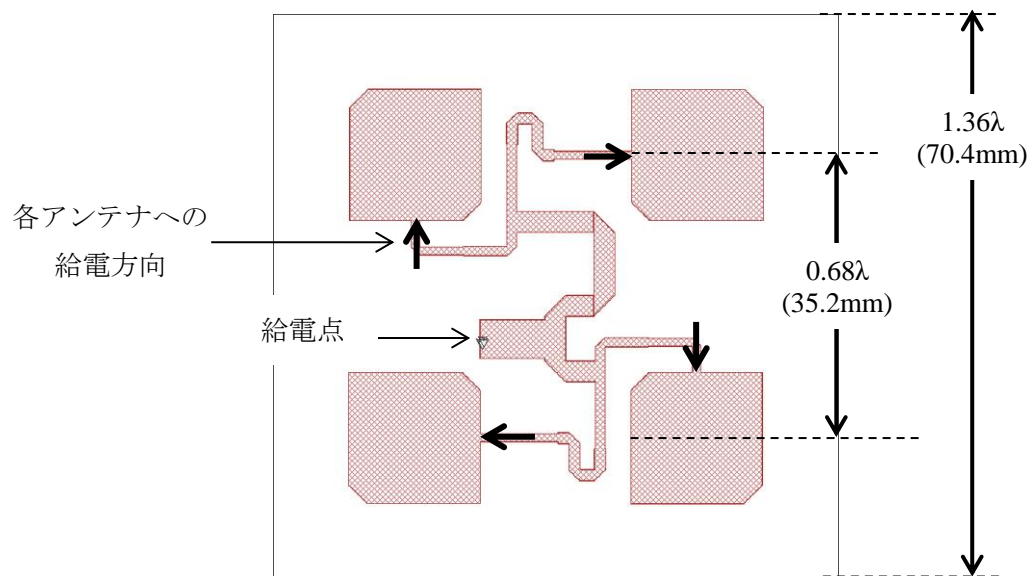 各アンテナへの
給電方向
給電点
1.36λ
(70.4mm)
0.68λ
(35.2mm)